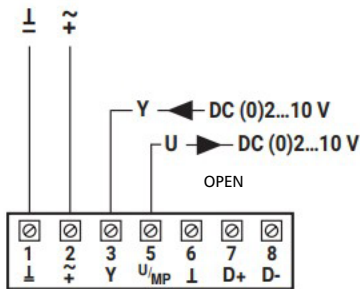 ⊥ ~
– +
Y DC (0)2...10 V
U DC (0)2...10 V
OPEN
1 2 3 5 6 7 8
⊥ ~+ Y U/MP ⊥ D+ D-